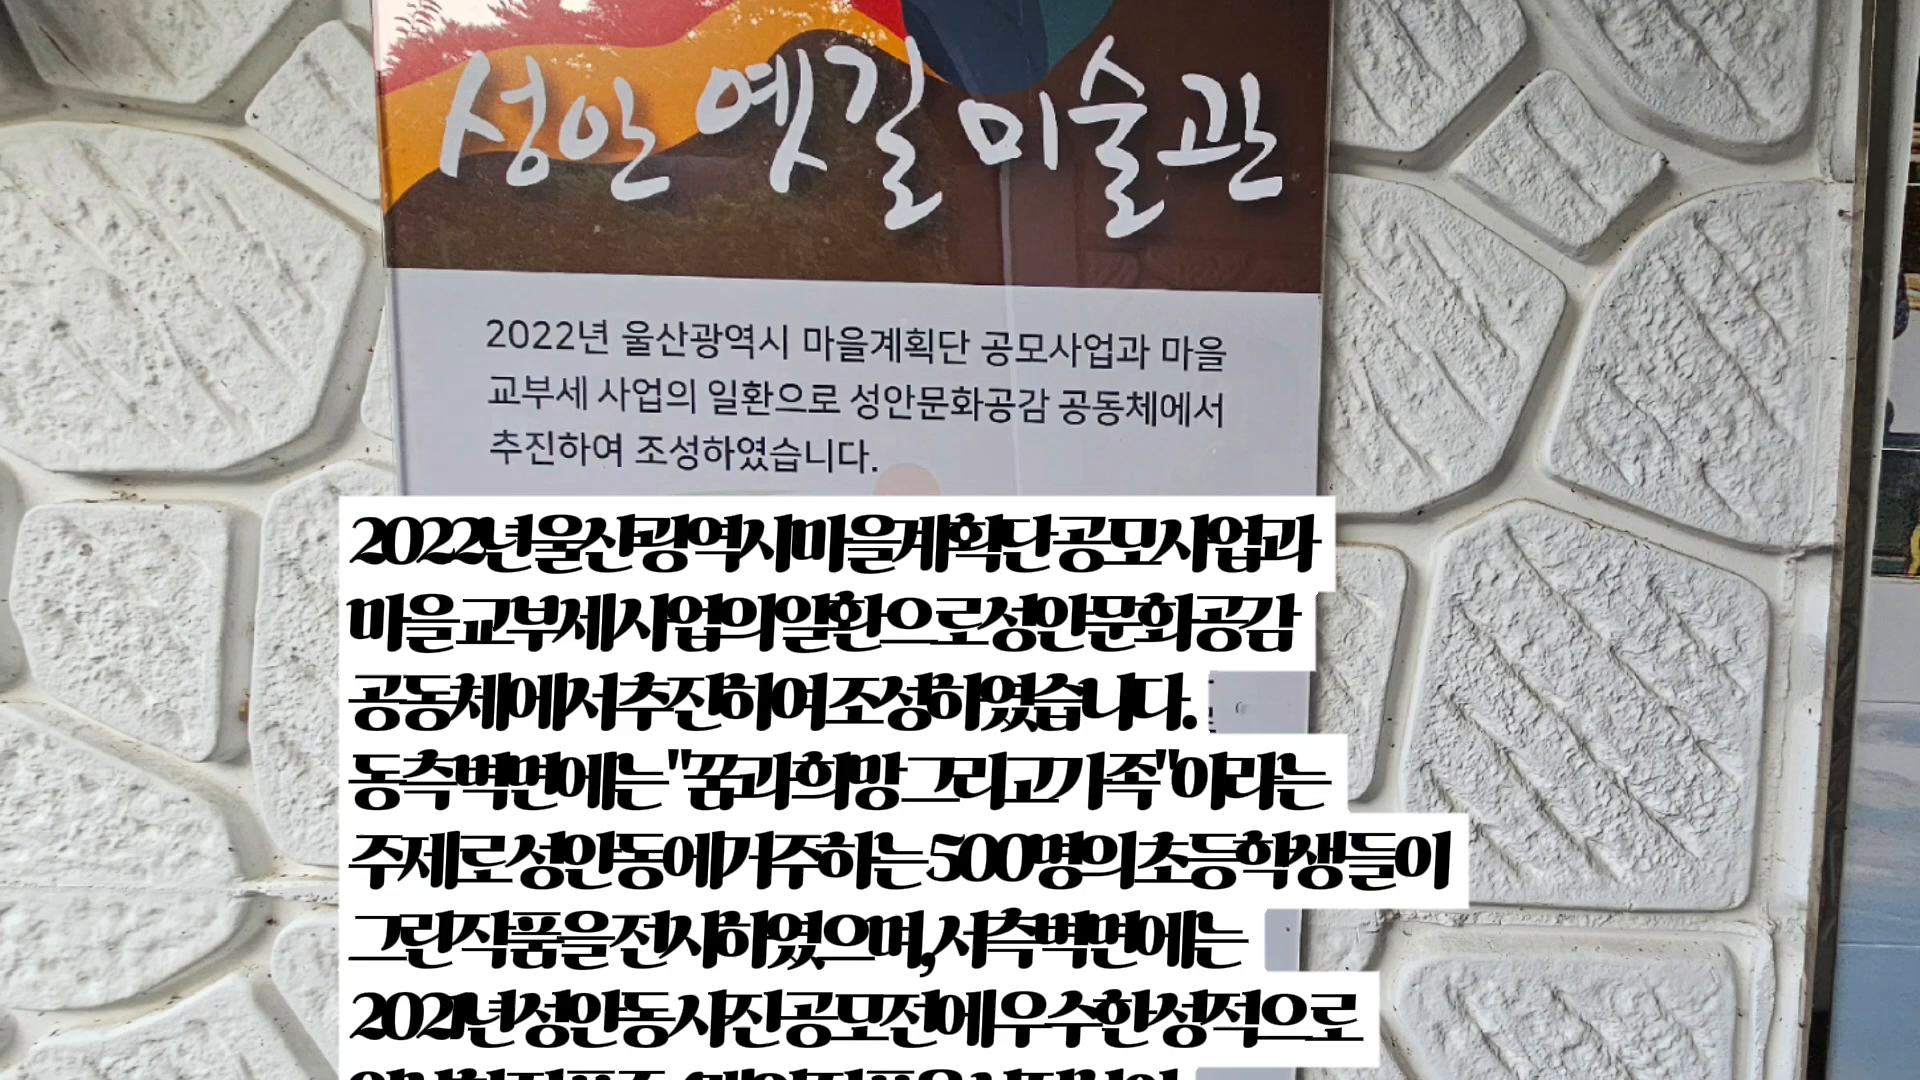 성안 옛길 미술관
2022년 울산광역시 마을계획단 공모사업과 마을
교부세 사업의 일환으로 성안문화공감 공동체에서
추진하여 조성하였습니다.
2022년 울산광역시 마을계획단 공모사업과
마을 교부세 사업의 일환으로 성안문화공감
공동체에서 추진하여 조성하였습니다.
동측 벽면에는 "꿈과 희망 그리고 가족"이라는
주제로 성안동에 거주하는 500명의 초등학생들이
그린 작품을 전시하였으며, 서측 벽면에는
2021년 성안동 사진 공모전에 우수한 성적으로